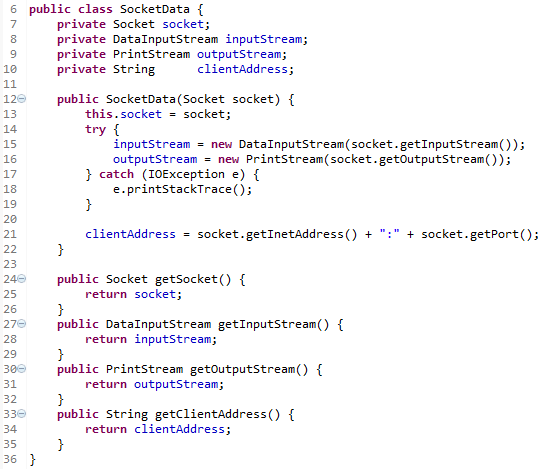 6 public class SocketData {
7     private Socket socket;
8     private DataInputStream inputStream;
9     private PrintStream outputStream;
10     private String      clientAddress;
11
12     public SocketData(Socket socket) {
13         this.socket = socket;
14         try {
15             inputStream = new DataInputStream(socket.getInputStream());
16             outputStream = new PrintStream(socket.getOutputStream());
17         } catch (IOException e) {
18             e.printStackTrace();
19         }
20
21         clientAddress = socket.getInetAddress() + ":" + socket.getPort();
22     }
23
24     public Socket getSocket() {
25         return socket;
26     }
27     public DataInputStream getInputStream() {
28         return inputStream;
29     }
30     public PrintStream getOutputStream() {
31         return outputStream;
32     }
33     public String getClientAddress() {
34         return clientAddress;
35     }
36 }